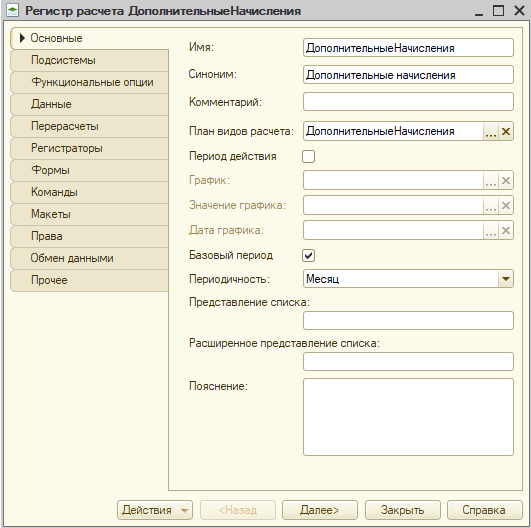 Регистр расчета ДополнительныеНачисления
Основные
Подсистемы
Функциональные опции
Данные
Перерасчеты
Регистраторы
Формы
Команды
Макеты
Права
Обмен данными
Прочее
Имя: ДополнительныеНачисления
Синоним: Дополнительные начисления
Комментарий:
План видов расчета: ДополнительныеНачисления ...
Период действия
График: ...
Значение графика: ...
Дата графика: ...
Базовый период
Периодичность: Месяц
Представление списка:
Расширенное представление списка:
Пояснение:
Действия <Назад Далее> Закрыть Справка